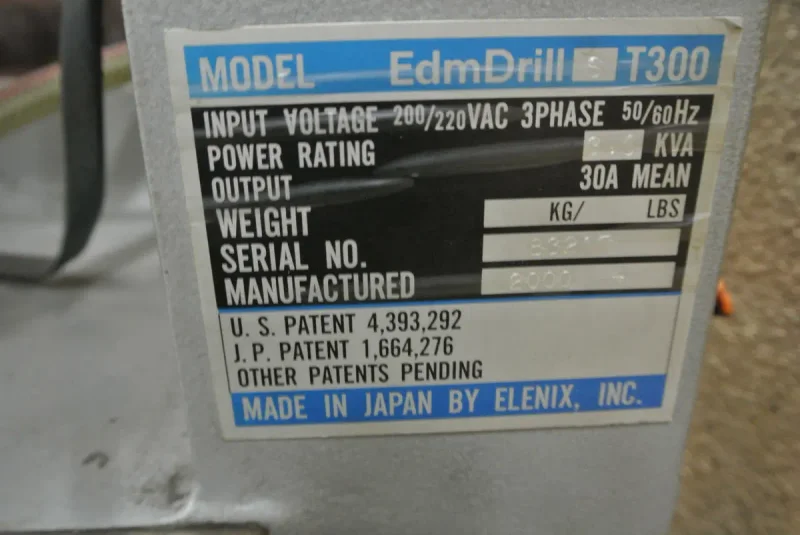 MODEL EdmDrill T300
INPUT VOLTAGE 200/220VAC 3PHASE 50/60Hz
POWER RATING KVA
OUTPUT 30A MEAN
WEIGHT KG/ LBS
SERIAL NO.
MANUFACTURED 2000
U.S. PATENT 4,393,292
J.P. PATENT 1,664,276
OTHER PATENTS PENDING
MADE IN JAPAN BY ELENIX, INC.